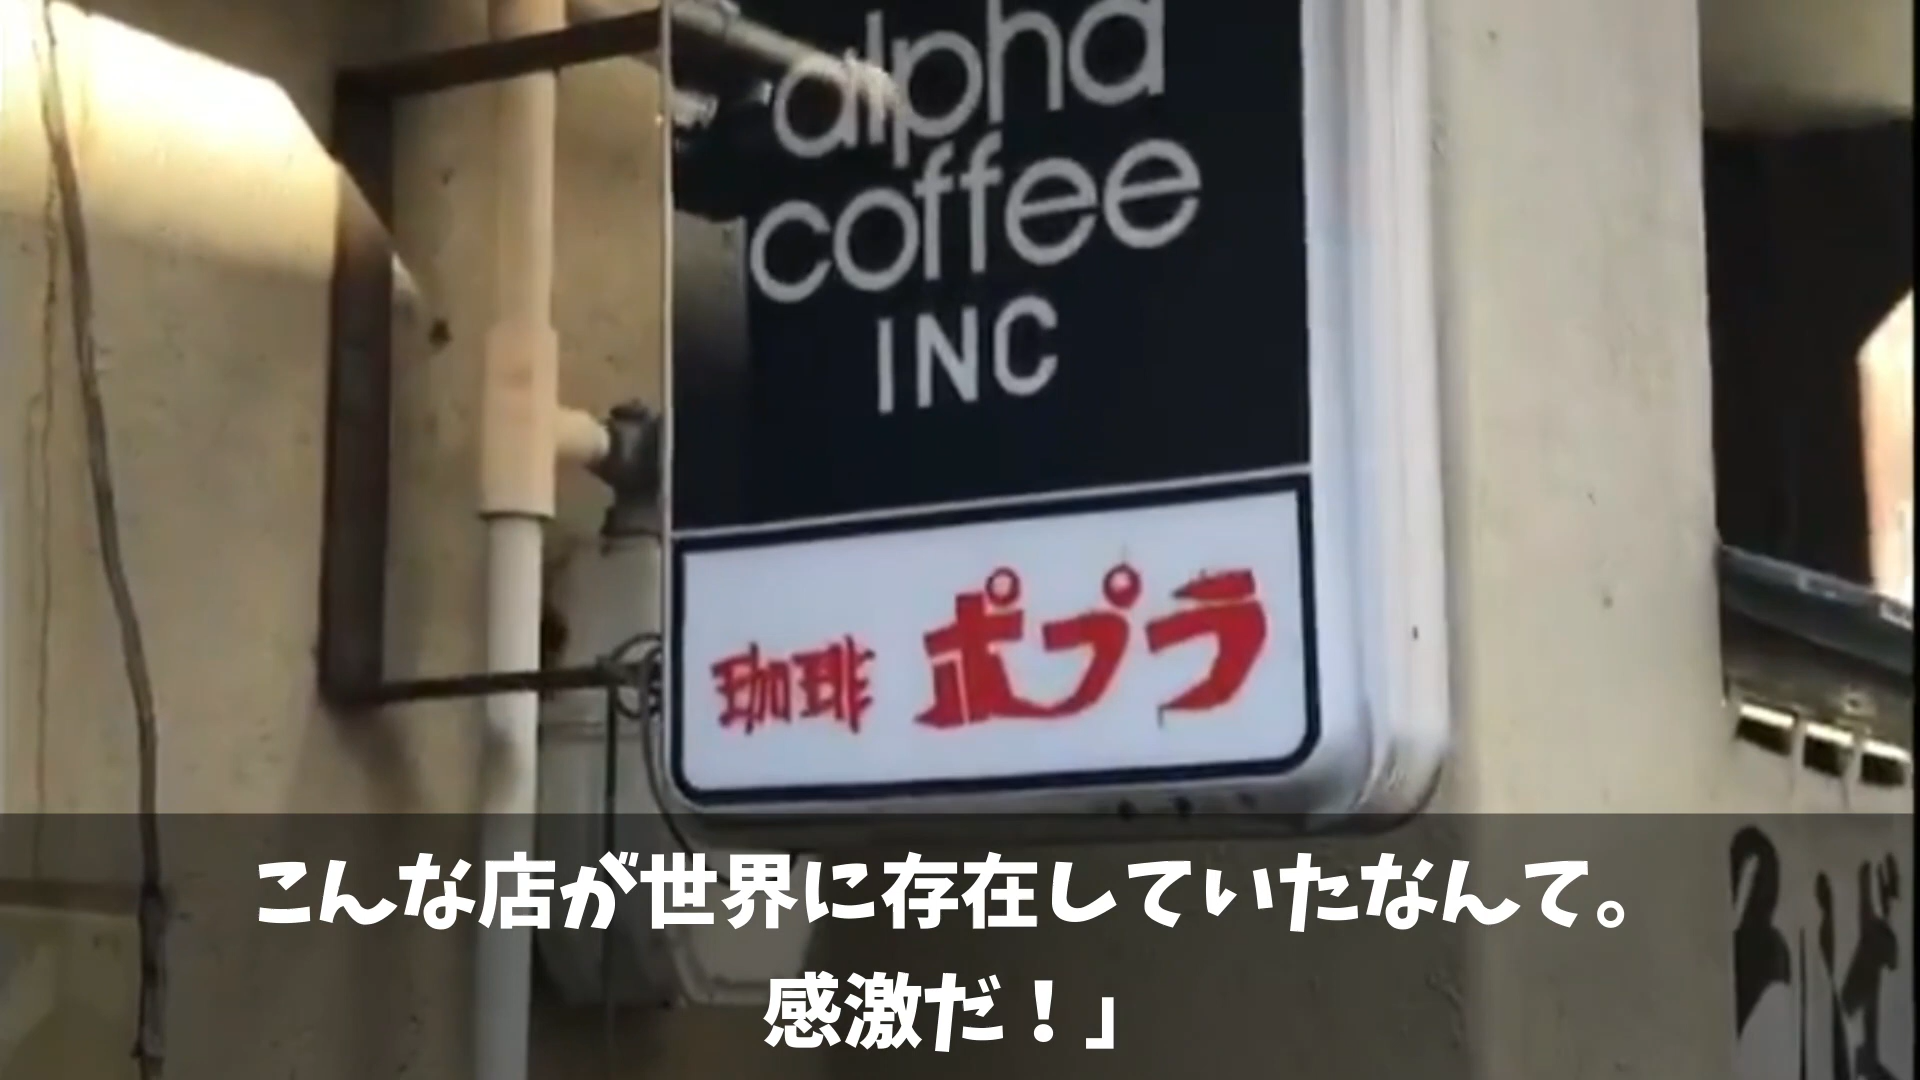 alpha
coffee
INC
珈琲 ポプラ
こんな店が世界に存在していたなんて。
感激だ！」